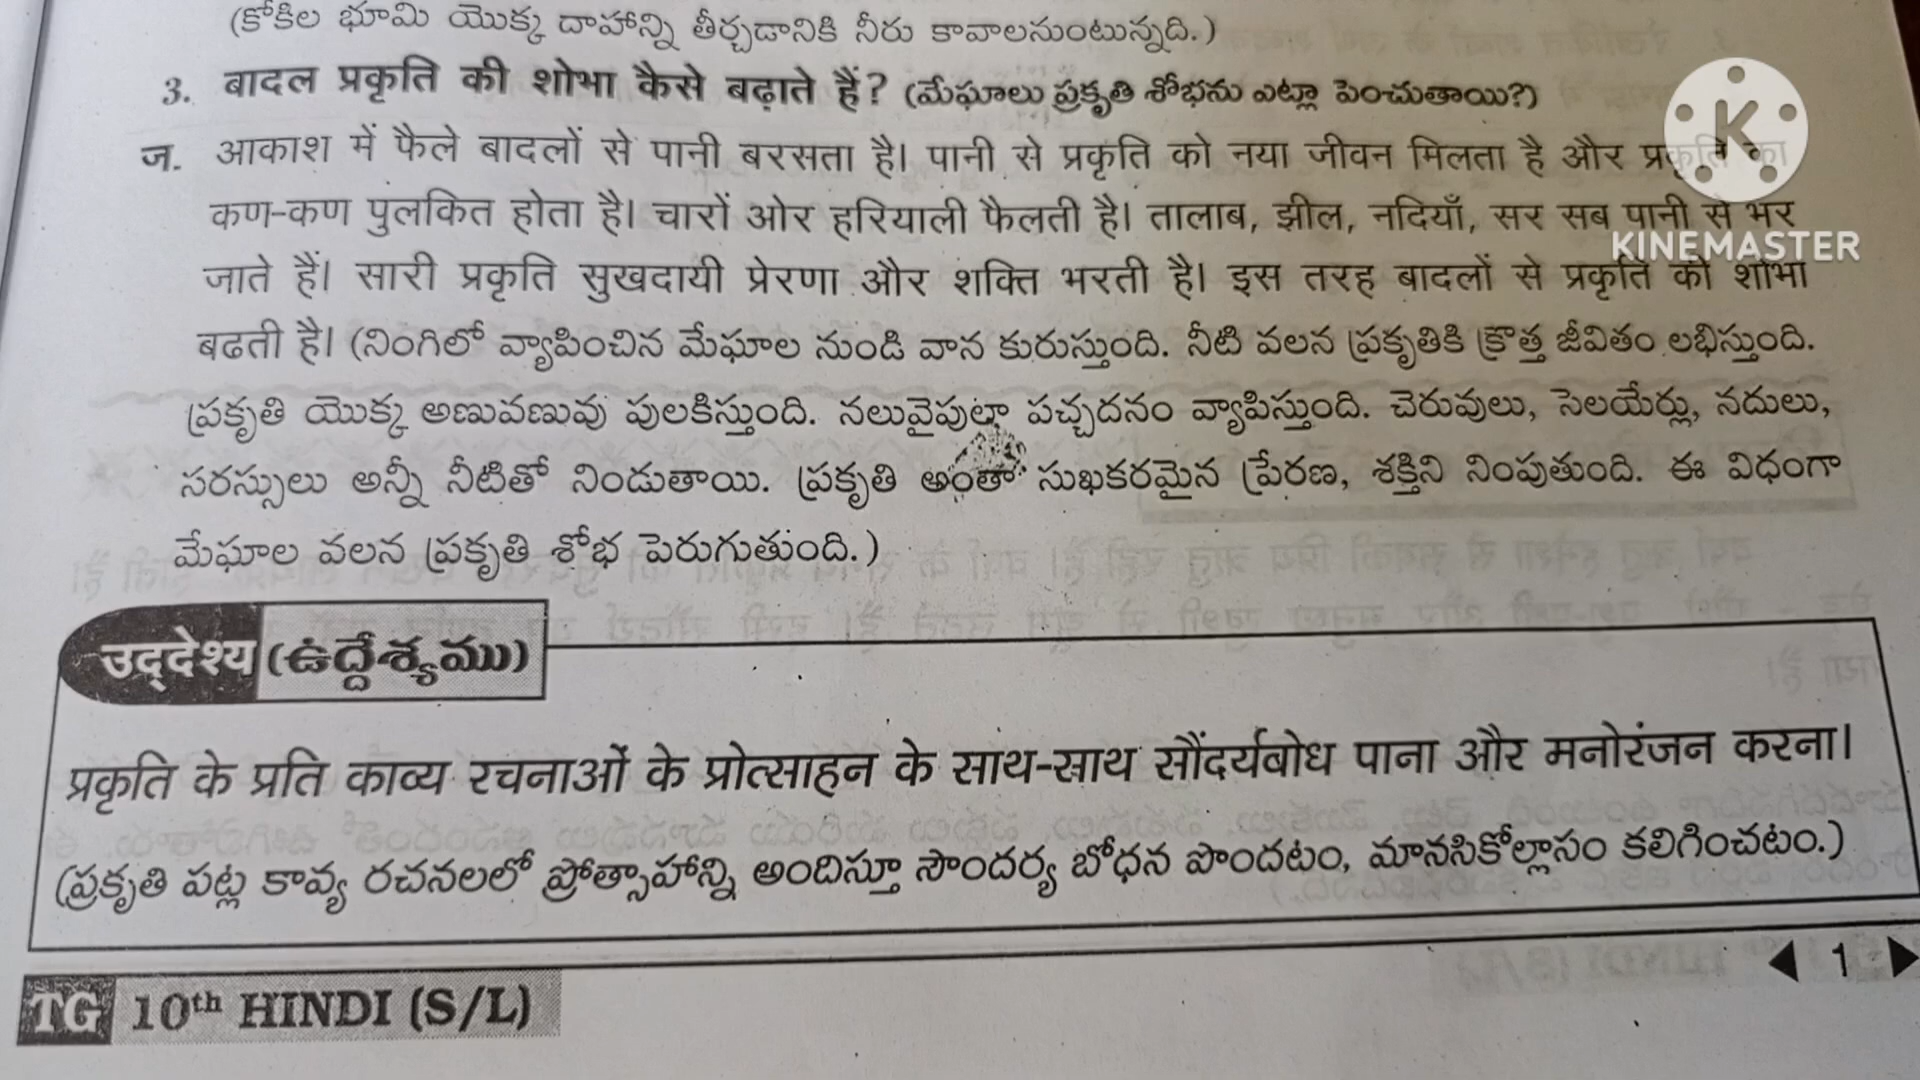 (కోకిల భూమి యొక్క దాహాన్ని తీర్చడానికి నీరు కావాలనుంటున్నది.)
3. बादल प्रकृति की शोभा कैसे बढ़ाते हैं? (మేఘాలు ప్రకృతి శోభను ఎట్లా పెంచుతాయి?)
ज. आकाश में फैले बादलों से पानी बरसता है। पानी से प्रकृति को नया जीवन मिलता है और प्रकृति का
कण-कण पुलकित होता है। चारों ओर हरियाली फैलती है। तालाब, झील, नदियाँ, सर सब पानी से भर
जाते हैं। सारी प्रकृति सुखदायी प्रेरणा और शक्ति भरती है। इस तरह बादलों से प्रकृति की शोभा
बढती है। (నింగిలో వ్యాపించిన మేఘాల నుండి వాన కురుస్తుంది. నీటి వలన ప్రకృతికి క్రొత్త జీవితం లభిస్తుంది.
ప్రకృతి యొక్క అణువణువు పులకిస్తుంది. నలువైపులా పచ్చదనం వ్యాపిస్తుంది. చెరువులు, సెలయేర్లు, నదులు,
సరస్సులు అన్నీ నీటితో నిండుతాయి. ప్రకృతి అంతా సుఖకరమైన ప్రేరణ, శక్తిని నింపుతుంది. ఈ విధంగా
మేఘాల వలన ప్రకృతి శోభ పెరుగుతుంది.)
K
KINEMASTER
उद्देश्य (ఉద్దేశ్యము)
प्रकृति के प्रति काव्य रचनाओं के प्रोत्साहन के साथ-साथ सौंदर्यबोध पाना और मनोरंजन करना।
(ప్రకృతి పట్ల కావ్య రచనలలో ప్రోత్సాహాన్ని అందిస్తూ సౌందర్య బోధన పొందటం, మానసికోల్లాసం కలిగించటం.)
TG 10th HINDI (S/L)
◄ 1 ►